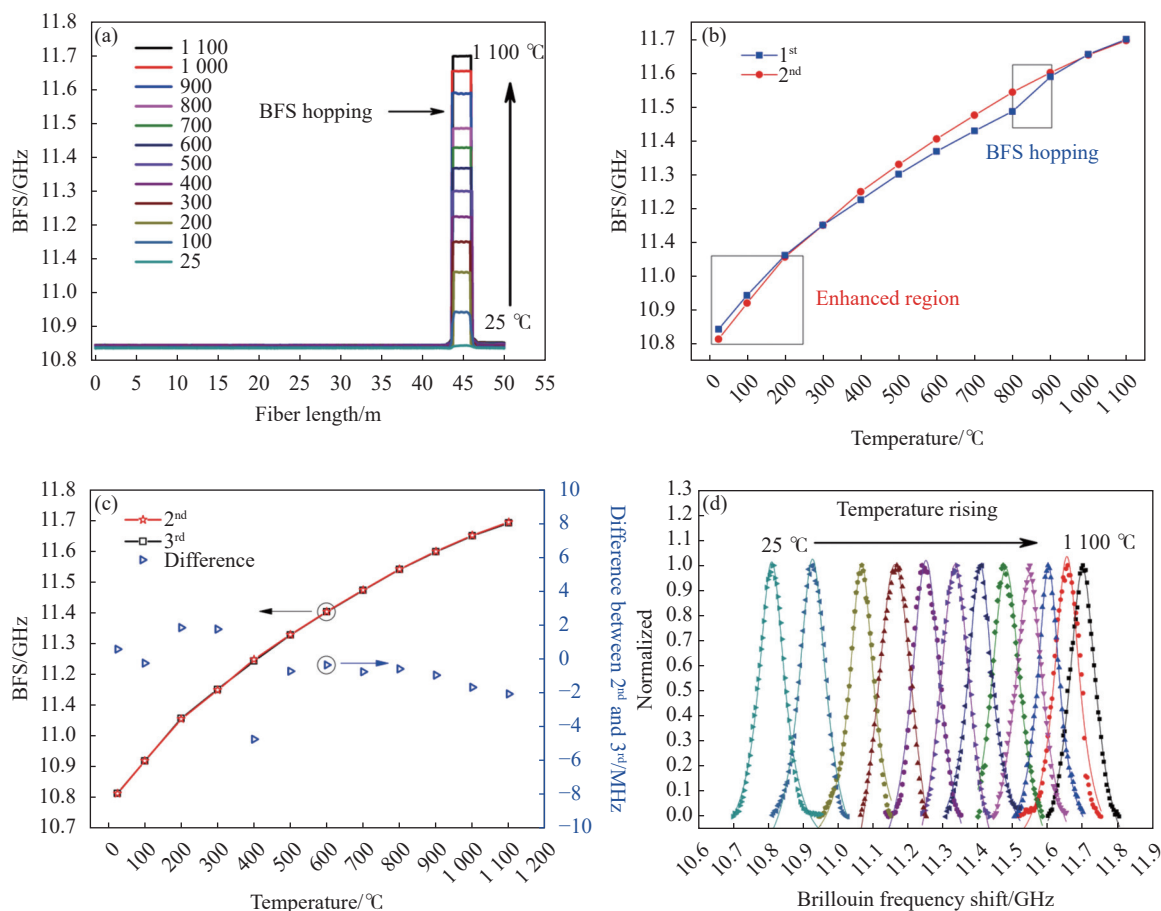 (a)
11.8
11.7
11.6
11.5
11.4
11.3
11.2
11.4
11.0
10.9
10.8
BFS/GHz
1 100
1 000
900
800
700
600
500
400
300
200
100
25
BFS hopping
1 100 ℃
25 ℃
0 5 10 15 20 25 30 35 40 45 50 55
Fiber length/m
(b)
11.7
11.6
11.5
11.4
11.3
11.2
11.4
11.0
10.9
10.8
BFS/GHz
1st
2nd
BFS hopping
Enhanced region
0 100 200 300 400 500 600 700 800 900 1 000 1 100
Temperature/℃
(c)
11.8
11.7
11.6
11.5
11.4
11.3
11.2
11.1
11.0
10.9
10.8
10.7
BFS/GHz
2nd
3rd
Difference
10
8
6
4
2
0
−2
−4
−6
−8
−10
Difference between 2nd and 3rd/MHz
0 100 200 300 400 500 600 700 800 900 1 000 1 100 1 200
Temperature/℃
(d)
1.3
1.2
1.1
1.0
0.9
0.8
0.7
0.6
0.5
0.4
0.3
0.2
0.1
0.0
Normalized
Temperature rising
25 ℃
1 100 ℃
10.6 10.7 10.8 10.9 11.0 11.1 11.2 11.3 11.4 11.5 11.6 11.7 11.8 11.9
Brillouin frequency shift/GHz